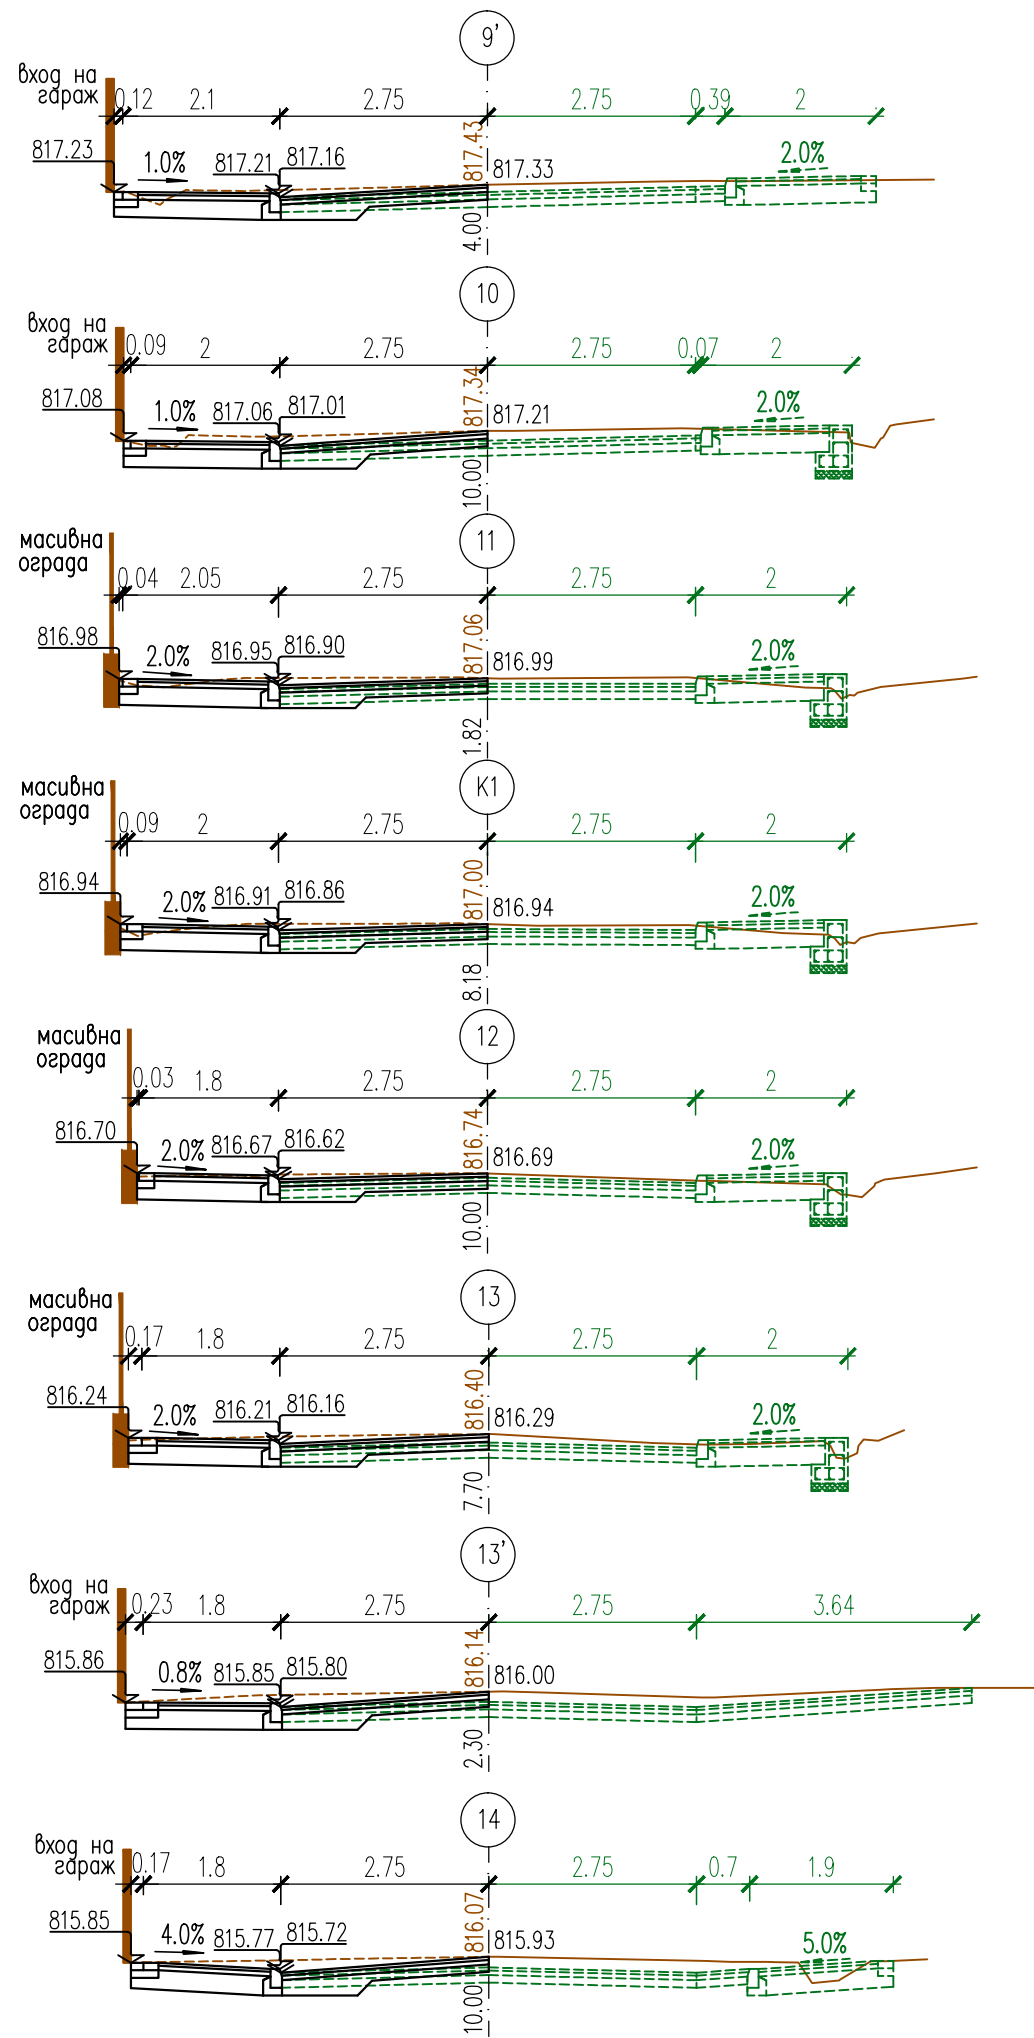 9’
вход на
гараж
0.12 2.1 2.75 2.75 0.39 2
817.23 1.0% 817.21 817.16 817.43 817.33 2.0%
4.00
10
вход на
гараж
0.09 2 2.75 2.75 0.07 2
817.08 1.0% 817.06 817.01 817.34 817.21 2.0%
10.00
11
масивна
ограда
0.04 2.05 2.75 2.75 2
816.98 2.0% 816.95 816.90 817.06 816.99 2.0%
1.82
К1
масивна
ограда
0.09 2 2.75 2.75 2
816.94 2.0% 816.91 816.86 817.00 816.94 2.0%
8.18
12
масивна
ограда
0.03 1.8 2.75 2.75 2
816.70 2.0% 816.67 816.62 816.74 816.69 2.0%
10.00
13
масивна
ограда
0.17 1.8 2.75 2.75 2
816.24 2.0% 816.21 816.16 816.40 816.29 2.0%
7.70
13’
вход на
гараж
0.23 1.8 2.75 2.75 3.64
815.86 0.8% 815.85 815.80 816.14 816.00
2.30
14
вход на
гараж
0.17 1.8 2.75 2.75 0.7 1.9
815.85 4.0% 815.77 815.72 816.07 815.93 5.0%
10.00